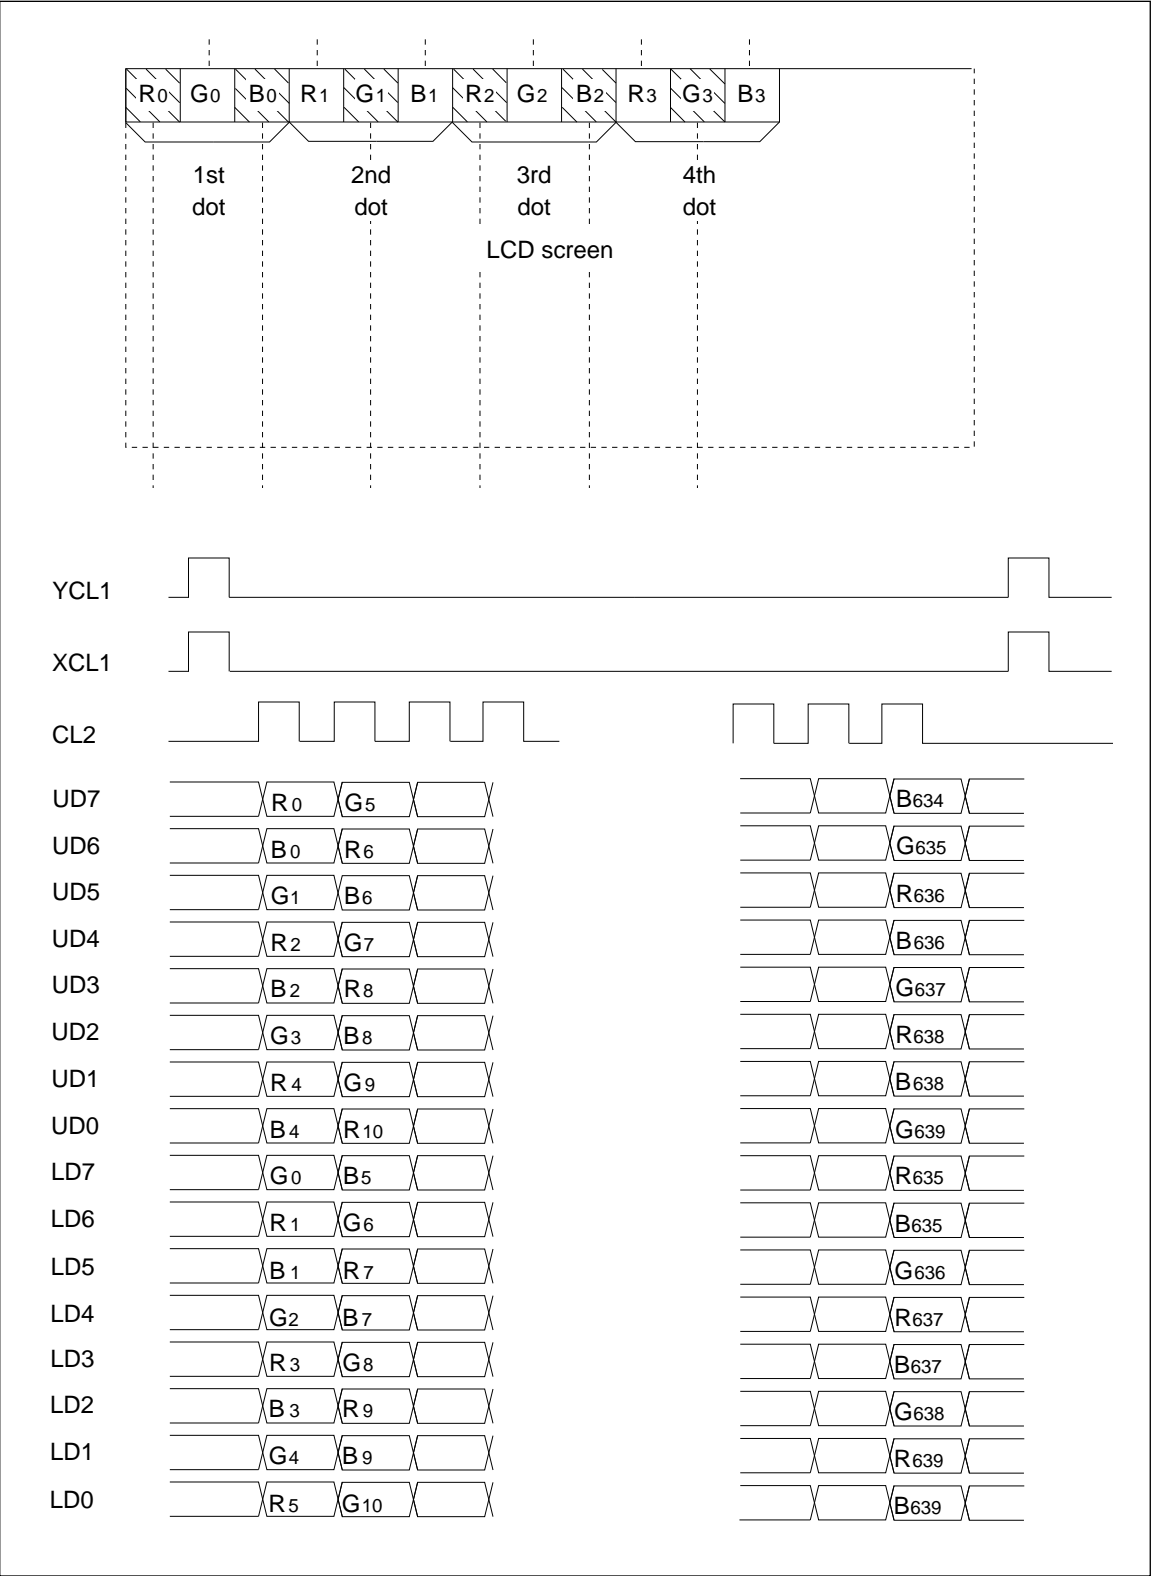 R0 G0 B0 R1 G1 B1 R2 G2 B2 R3 G3 B3
1st dot
2nd dot
3rd dot
4th dot
LCD screen
YCL1
XCL1
CL2
UD7 R0 G5 B634
UD6 B0 R6 G635
UD5 G1 B6 R636
UD4 R2 G7 B636
UD3 B2 R8 G637
UD2 G3 B8 R638
UD1 R4 G9 B638
UD0 B4 R10 G639
LD7 G0 B5 R635
LD6 R1 G6 B635
LD5 B1 R7 G636
LD4 G2 B7 R637
LD3 R3 G8 B637
LD2 B3 R9 G638
LD1 G4 B9 R639
LD0 R5 G10 B639